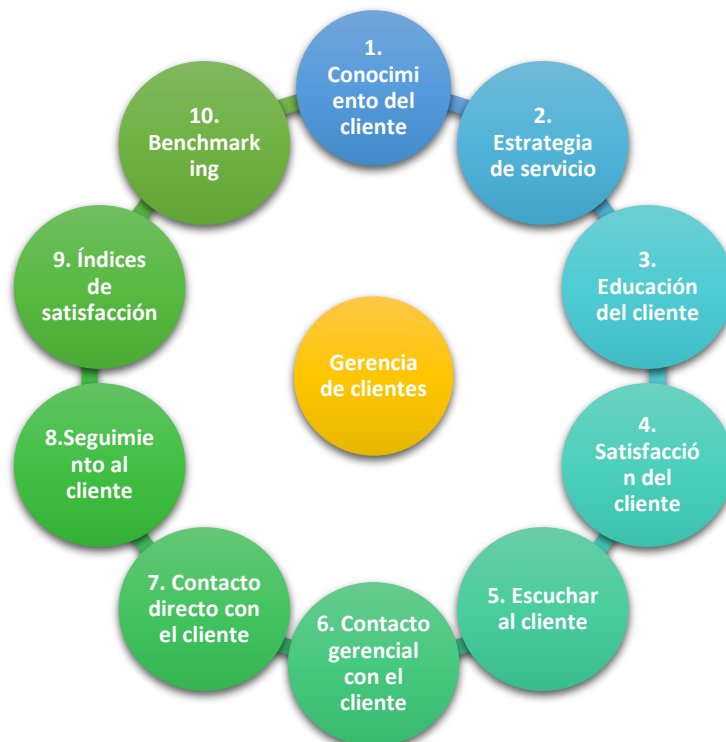 1.
Conocimi
ento del
cliente
2.
Estrategia
de servicio
3.
Educación
del cliente
4.
Satisfacció
n del
cliente
5. Escuchar
al cliente
6. Contacto
gerencial
con el
cliente
7. Contacto
directo con
el cliente
8.Seguimie
nto al
cliente
9. Índices
de
satisfacción
10.
Benchmark
ing
Gerencia
de clientes